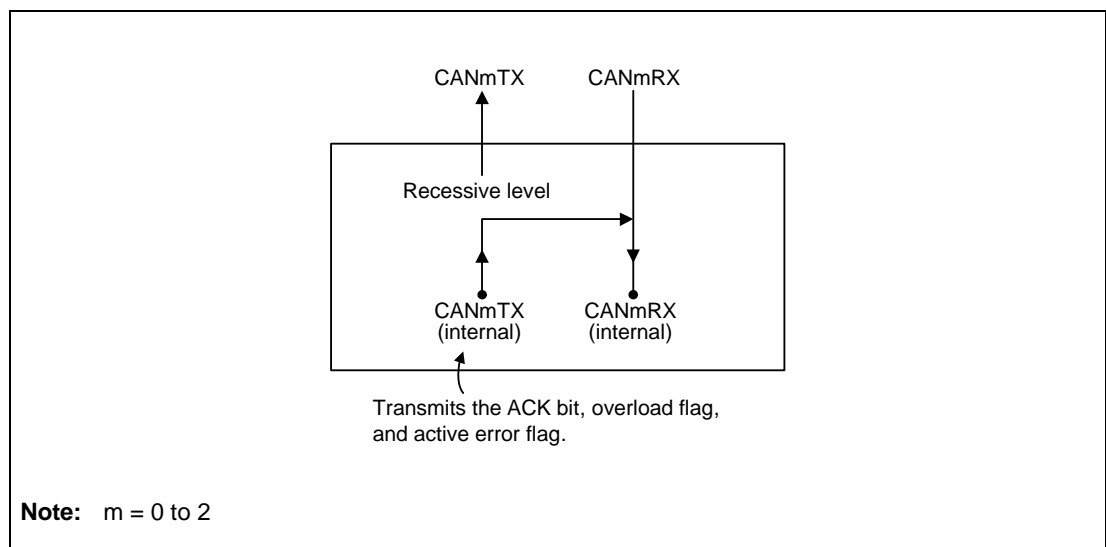 CANmTX CANmRX
Recessive level
CANmTX CANmRX
(internal) (internal)
Transmits the ACK bit, overload flag,
and active error flag.
Note: m = 0 to 2